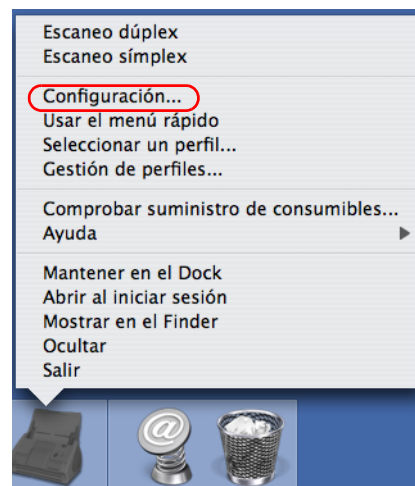 Escaneo dúplex
Escaneo símplex
Configuración...
Usar el menú rápido
Seleccionar un perfil...
Gestión de perfiles...
Comprobar suministro de consumibles...
Ayuda
Mantener en el Dock
Abrir al iniciar sesión
Mostrar en el Finder
Ocultar
Salir
@